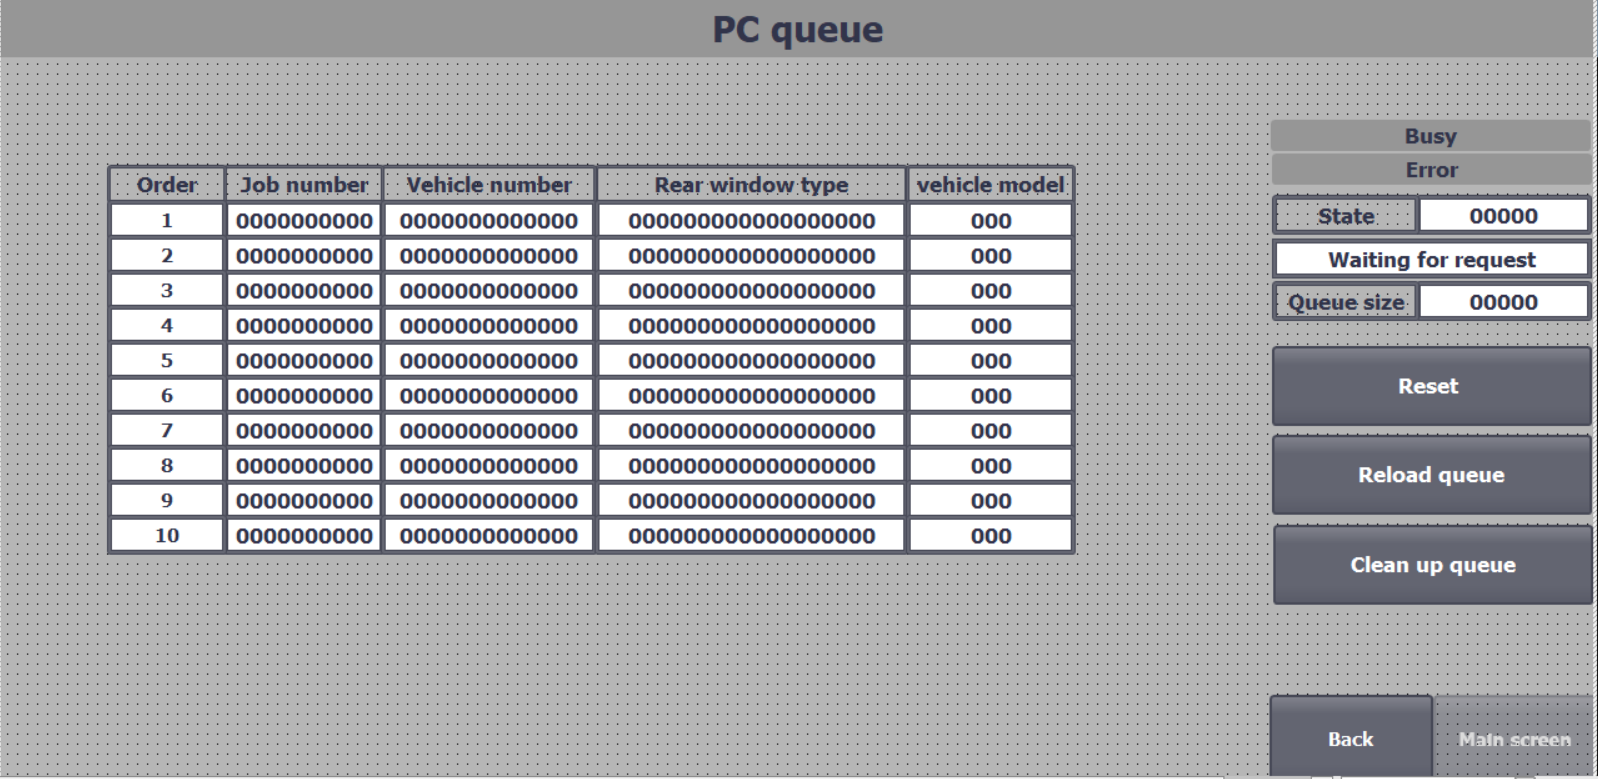 PC queue
Busy
Error
Order Job number Vehicle number Rear window type vehicle model
1 0000000000 0000000000000 000000000000000000 000
2 0000000000 0000000000000 000000000000000000 000
3 0000000000 0000000000000 000000000000000000 000
4 0000000000 0000000000000 000000000000000000 000
5 0000000000 0000000000000 000000000000000000 000
6 0000000000 0000000000000 000000000000000000 000
7 0000000000 0000000000000 000000000000000000 000
8 0000000000 0000000000000 000000000000000000 000
9 0000000000 0000000000000 000000000000000000 000
10 0000000000 0000000000000 000000000000000000 000
State 00000
Waiting for request
Queue size 00000
Reset
Reload queue
Clean up queue
Back Main screen